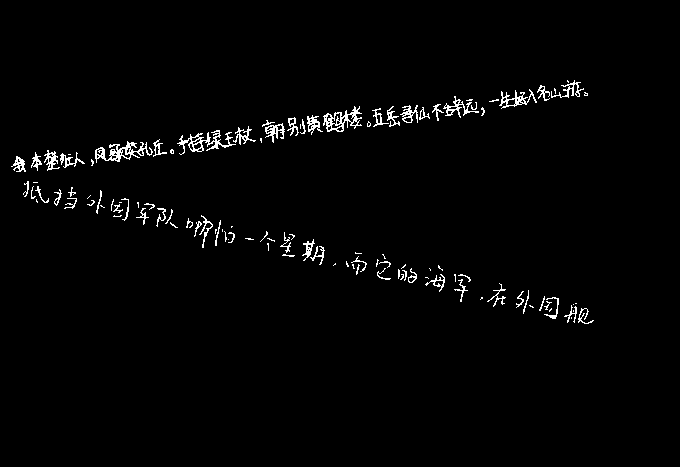 我本楚狂人，凤歌笑孔丘。手持绿玉杖，朝别黄鹤楼。五岳寻仙不辞远，一生好入名山游。
抵挡外国军队哪怕一个星期，而它的海军，在外国舰